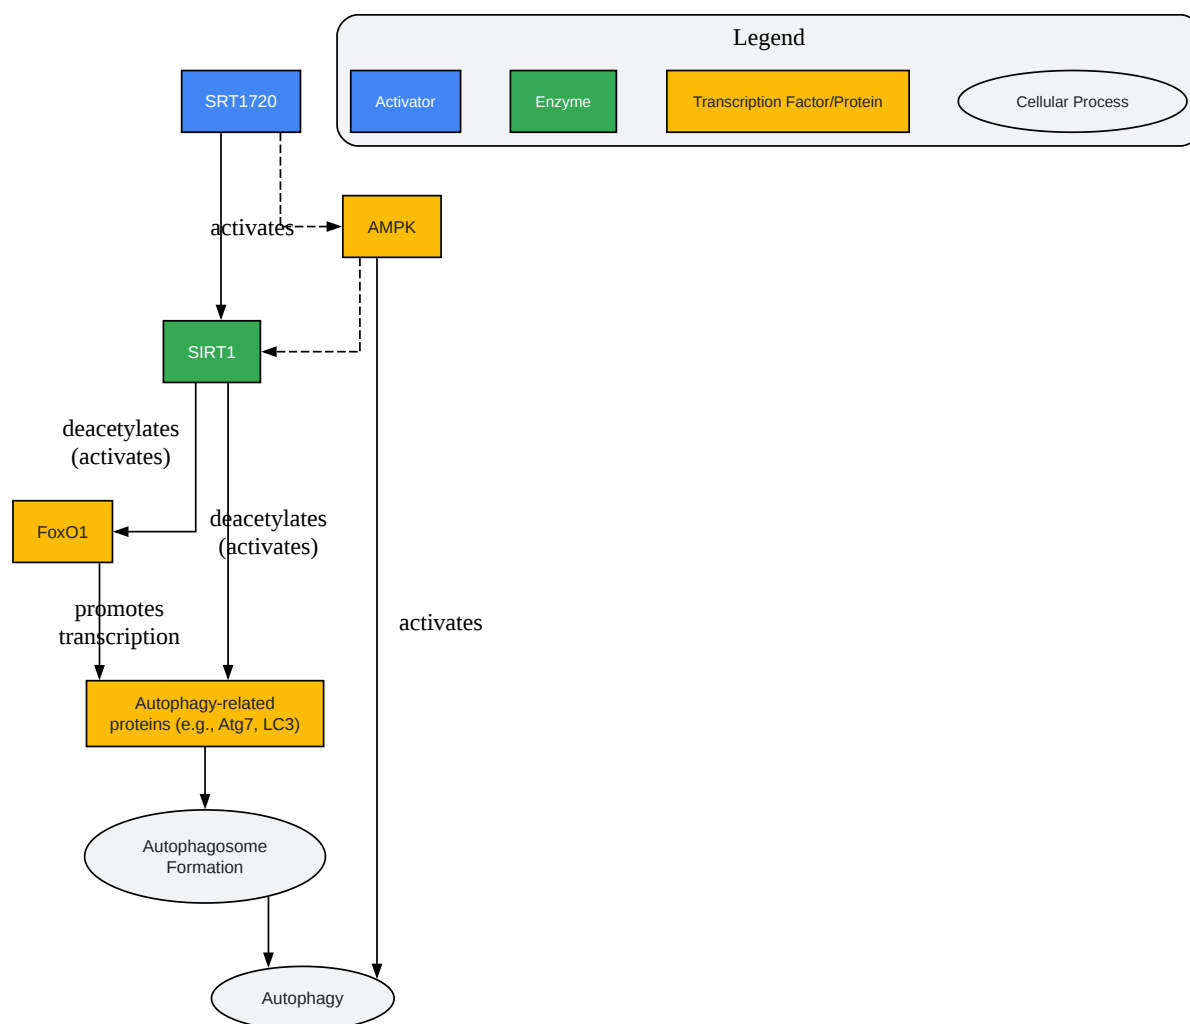 Legend
SRT1720
Activator
Enzyme
Transcription Factor/Protein
Cellular Process
activates
AMPK
SIRT1
deacetylates
(activates)
deacetylates
(activates)
FoxO1
promotes
transcription
activates
Autophagy-related
proteins (e.g., Atg7, LC3)
Autophagosome
Formation
Autophagy